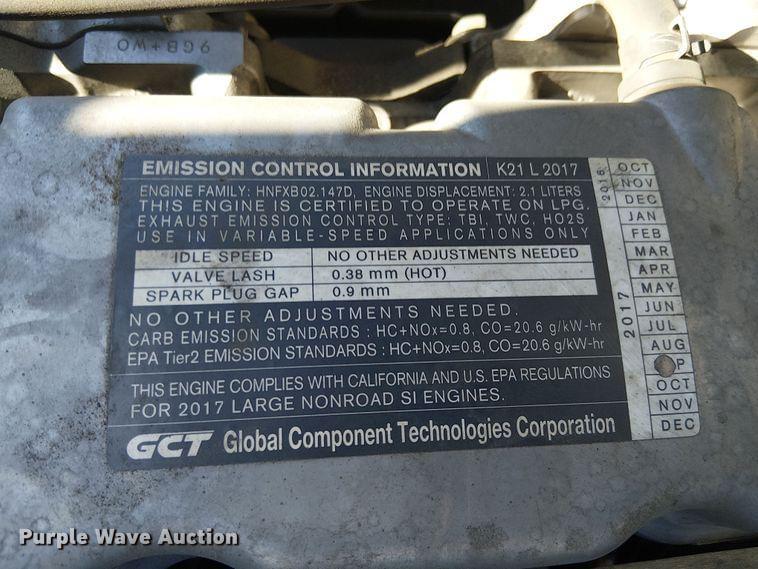 9GB+WO
EMISSION CONTROL INFORMATION K21 L 2017
ENGINE FAMILY: HNFXB02.147D, ENGINE DISPLACEMENT: 2.1 LITERS
THIS ENGINE IS CERTIFIED TO OPERATE ON LPG.
EXHAUST EMISSION CONTROL TYPE: TBI, TWC, HO2S
USE IN VARIABLE-SPEED APPLICATIONS ONLY
IDLE SPEED NO OTHER ADJUSTMENTS NEEDED
VALVE LASH 0.38 mm (HOT)
SPARK PLUG GAP 0.9 mm
NO OTHER ADJUSTMENTS NEEDED.
CARB EMISSION STANDARDS : HC+NOx=0.8, CO=20.6 g/kW-hr
EPA Tier2 EMISSION STANDARDS : HC+NOx=0.8, CO=20.6 g/kW-hr
THIS ENGINE COMPLIES WITH CALIFORNIA AND U.S. EPA REGULATIONS
FOR 2017 LARGE NONROAD SI ENGINES.
GCT Global Component Technologies Corporation
2016
OCT
NOV
DEC
2017
JAN
FEB
MAR
APR
MAY
JUN
JUL
AUG
P
OCT
NOV
DEC
Purple Wave Auction